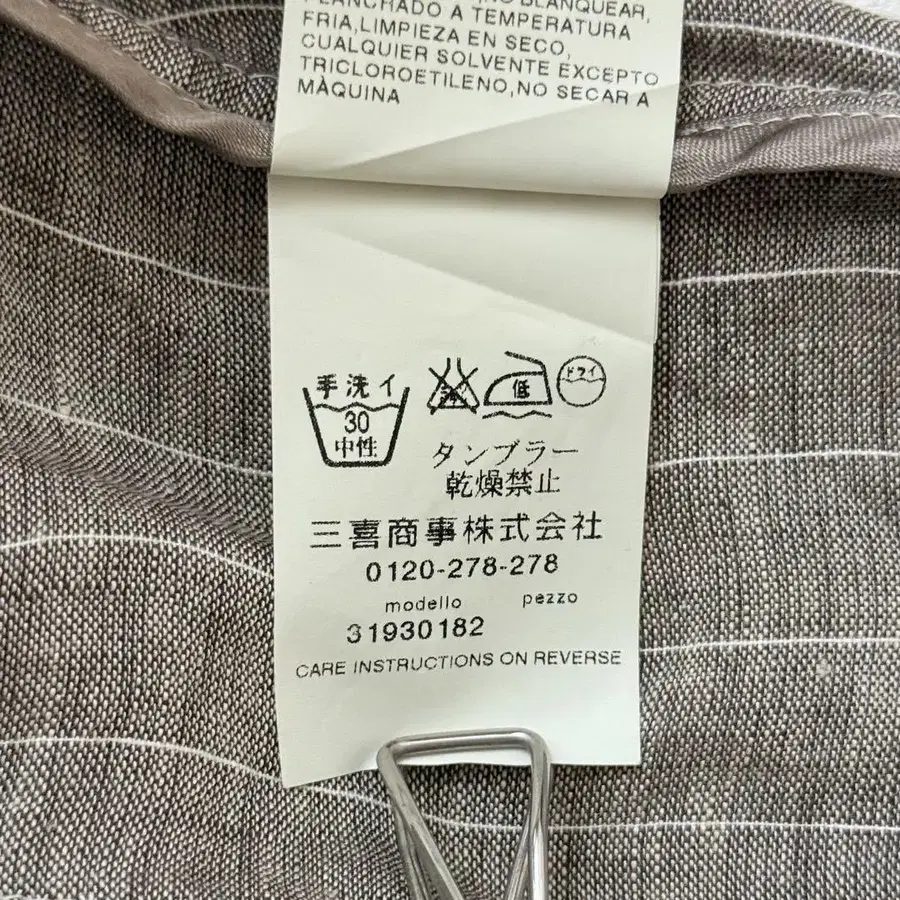 NO BLANQUEAR,
PLANCHADO A TEMPERATURA
FRIA,LIMPIEZA EN SECO,
CUALQUIER SOLVENTE EXCEPTO
TRICLOROETILENO,NO SECAR A
MÀQUINA
手洗イ
30
中性
低
ドライ
タンブラー
乾燥禁止
三喜商事株式会社
0120-278-278
modello pezzo
31930182
CARE INSTRUCTIONS ON REVERSE